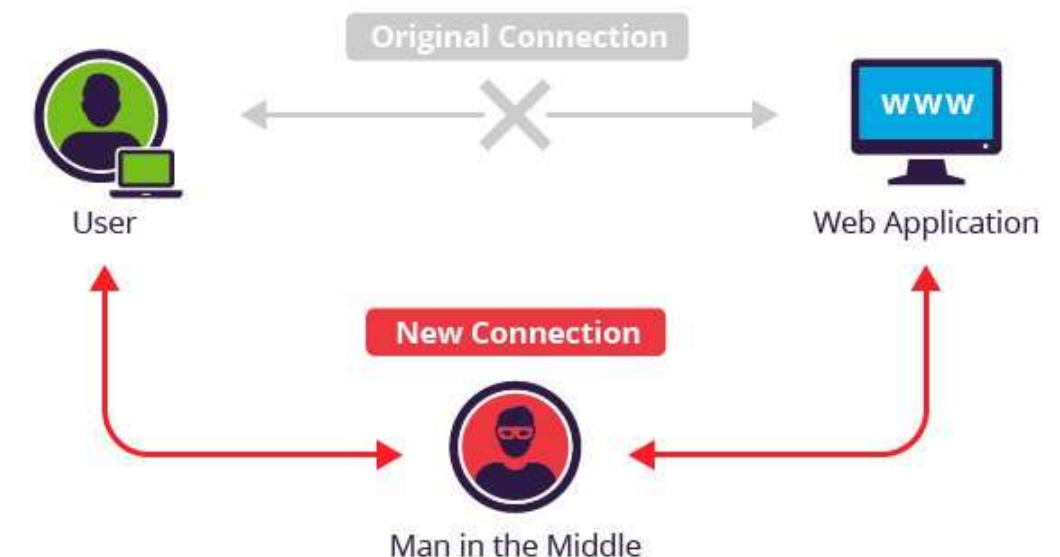 Original Connection
www
User
Web Application
New Connection
Man in the Middle